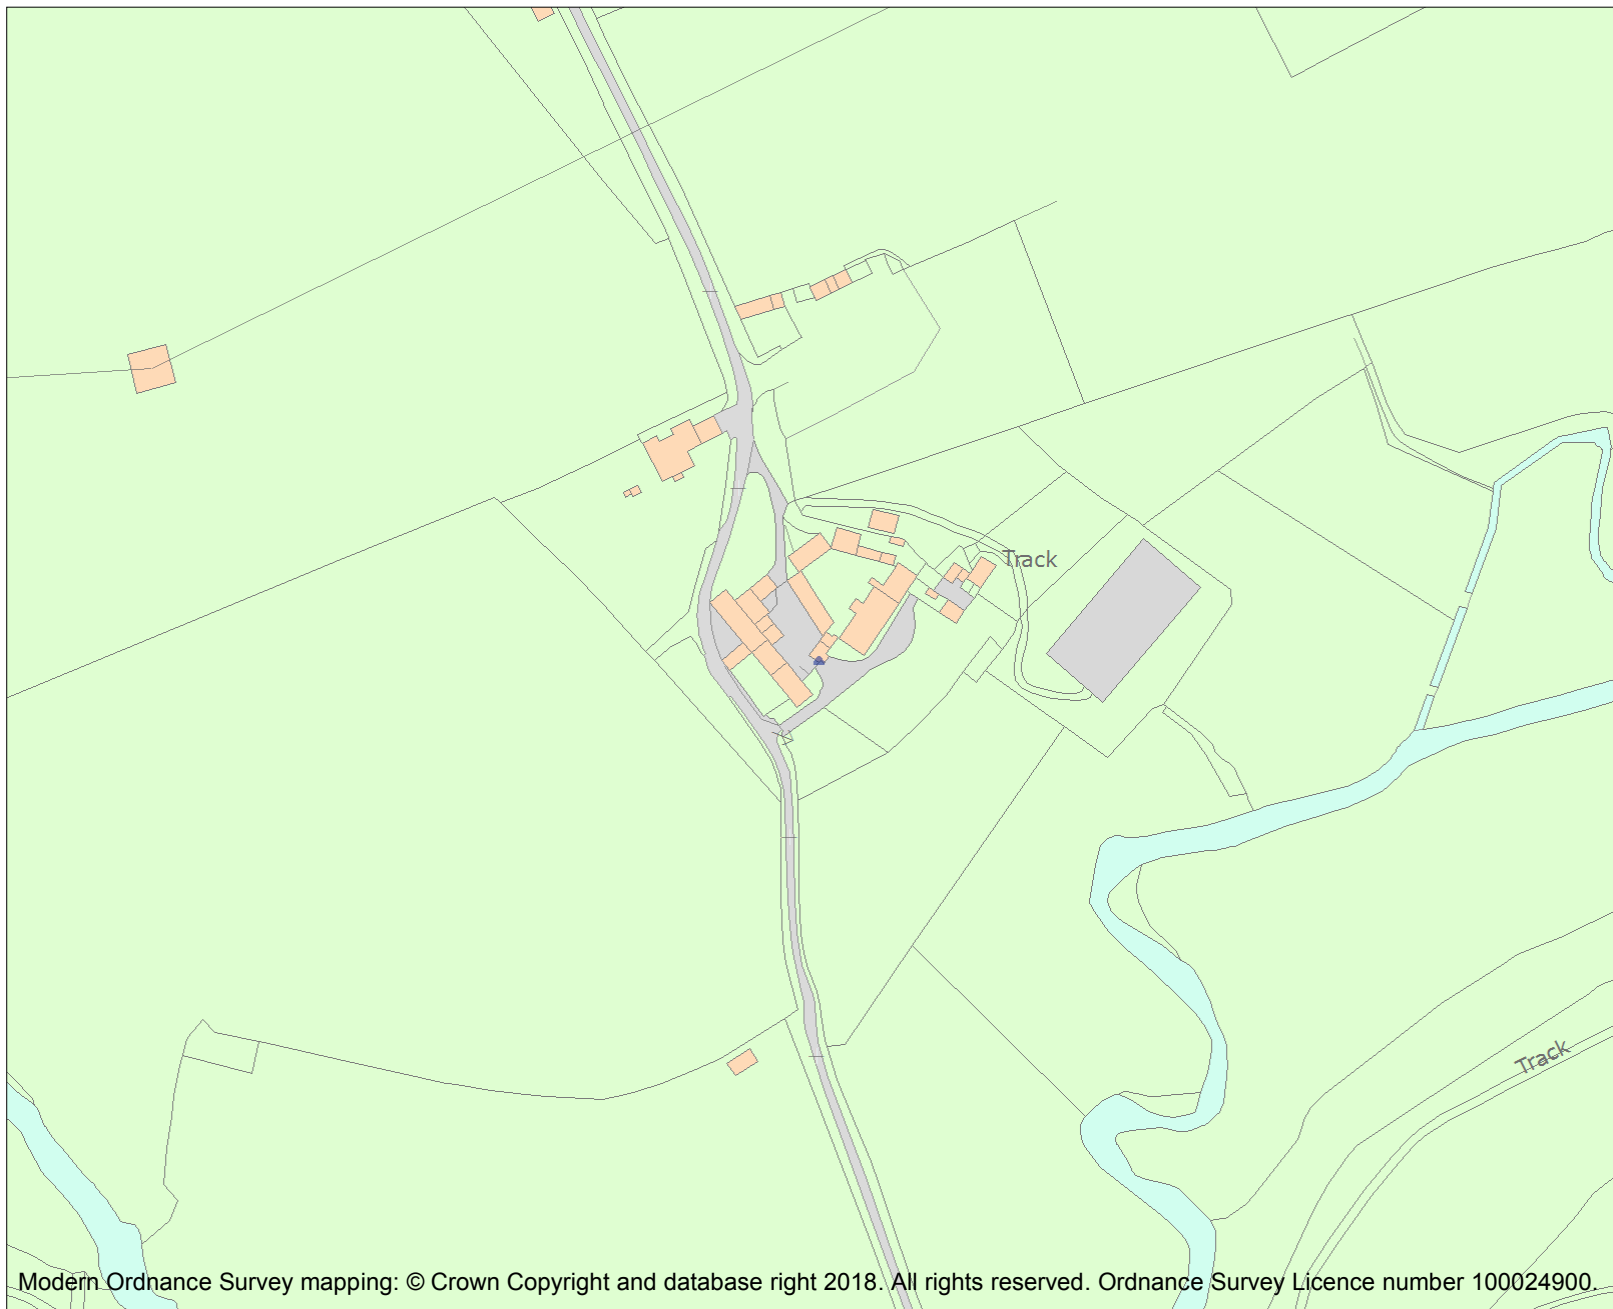 Track
Track
Modern Ordnance Survey mapping: © Crown Copyright and database right 2018. All rights reserved. Ordnance Survey Licence number 100024900.